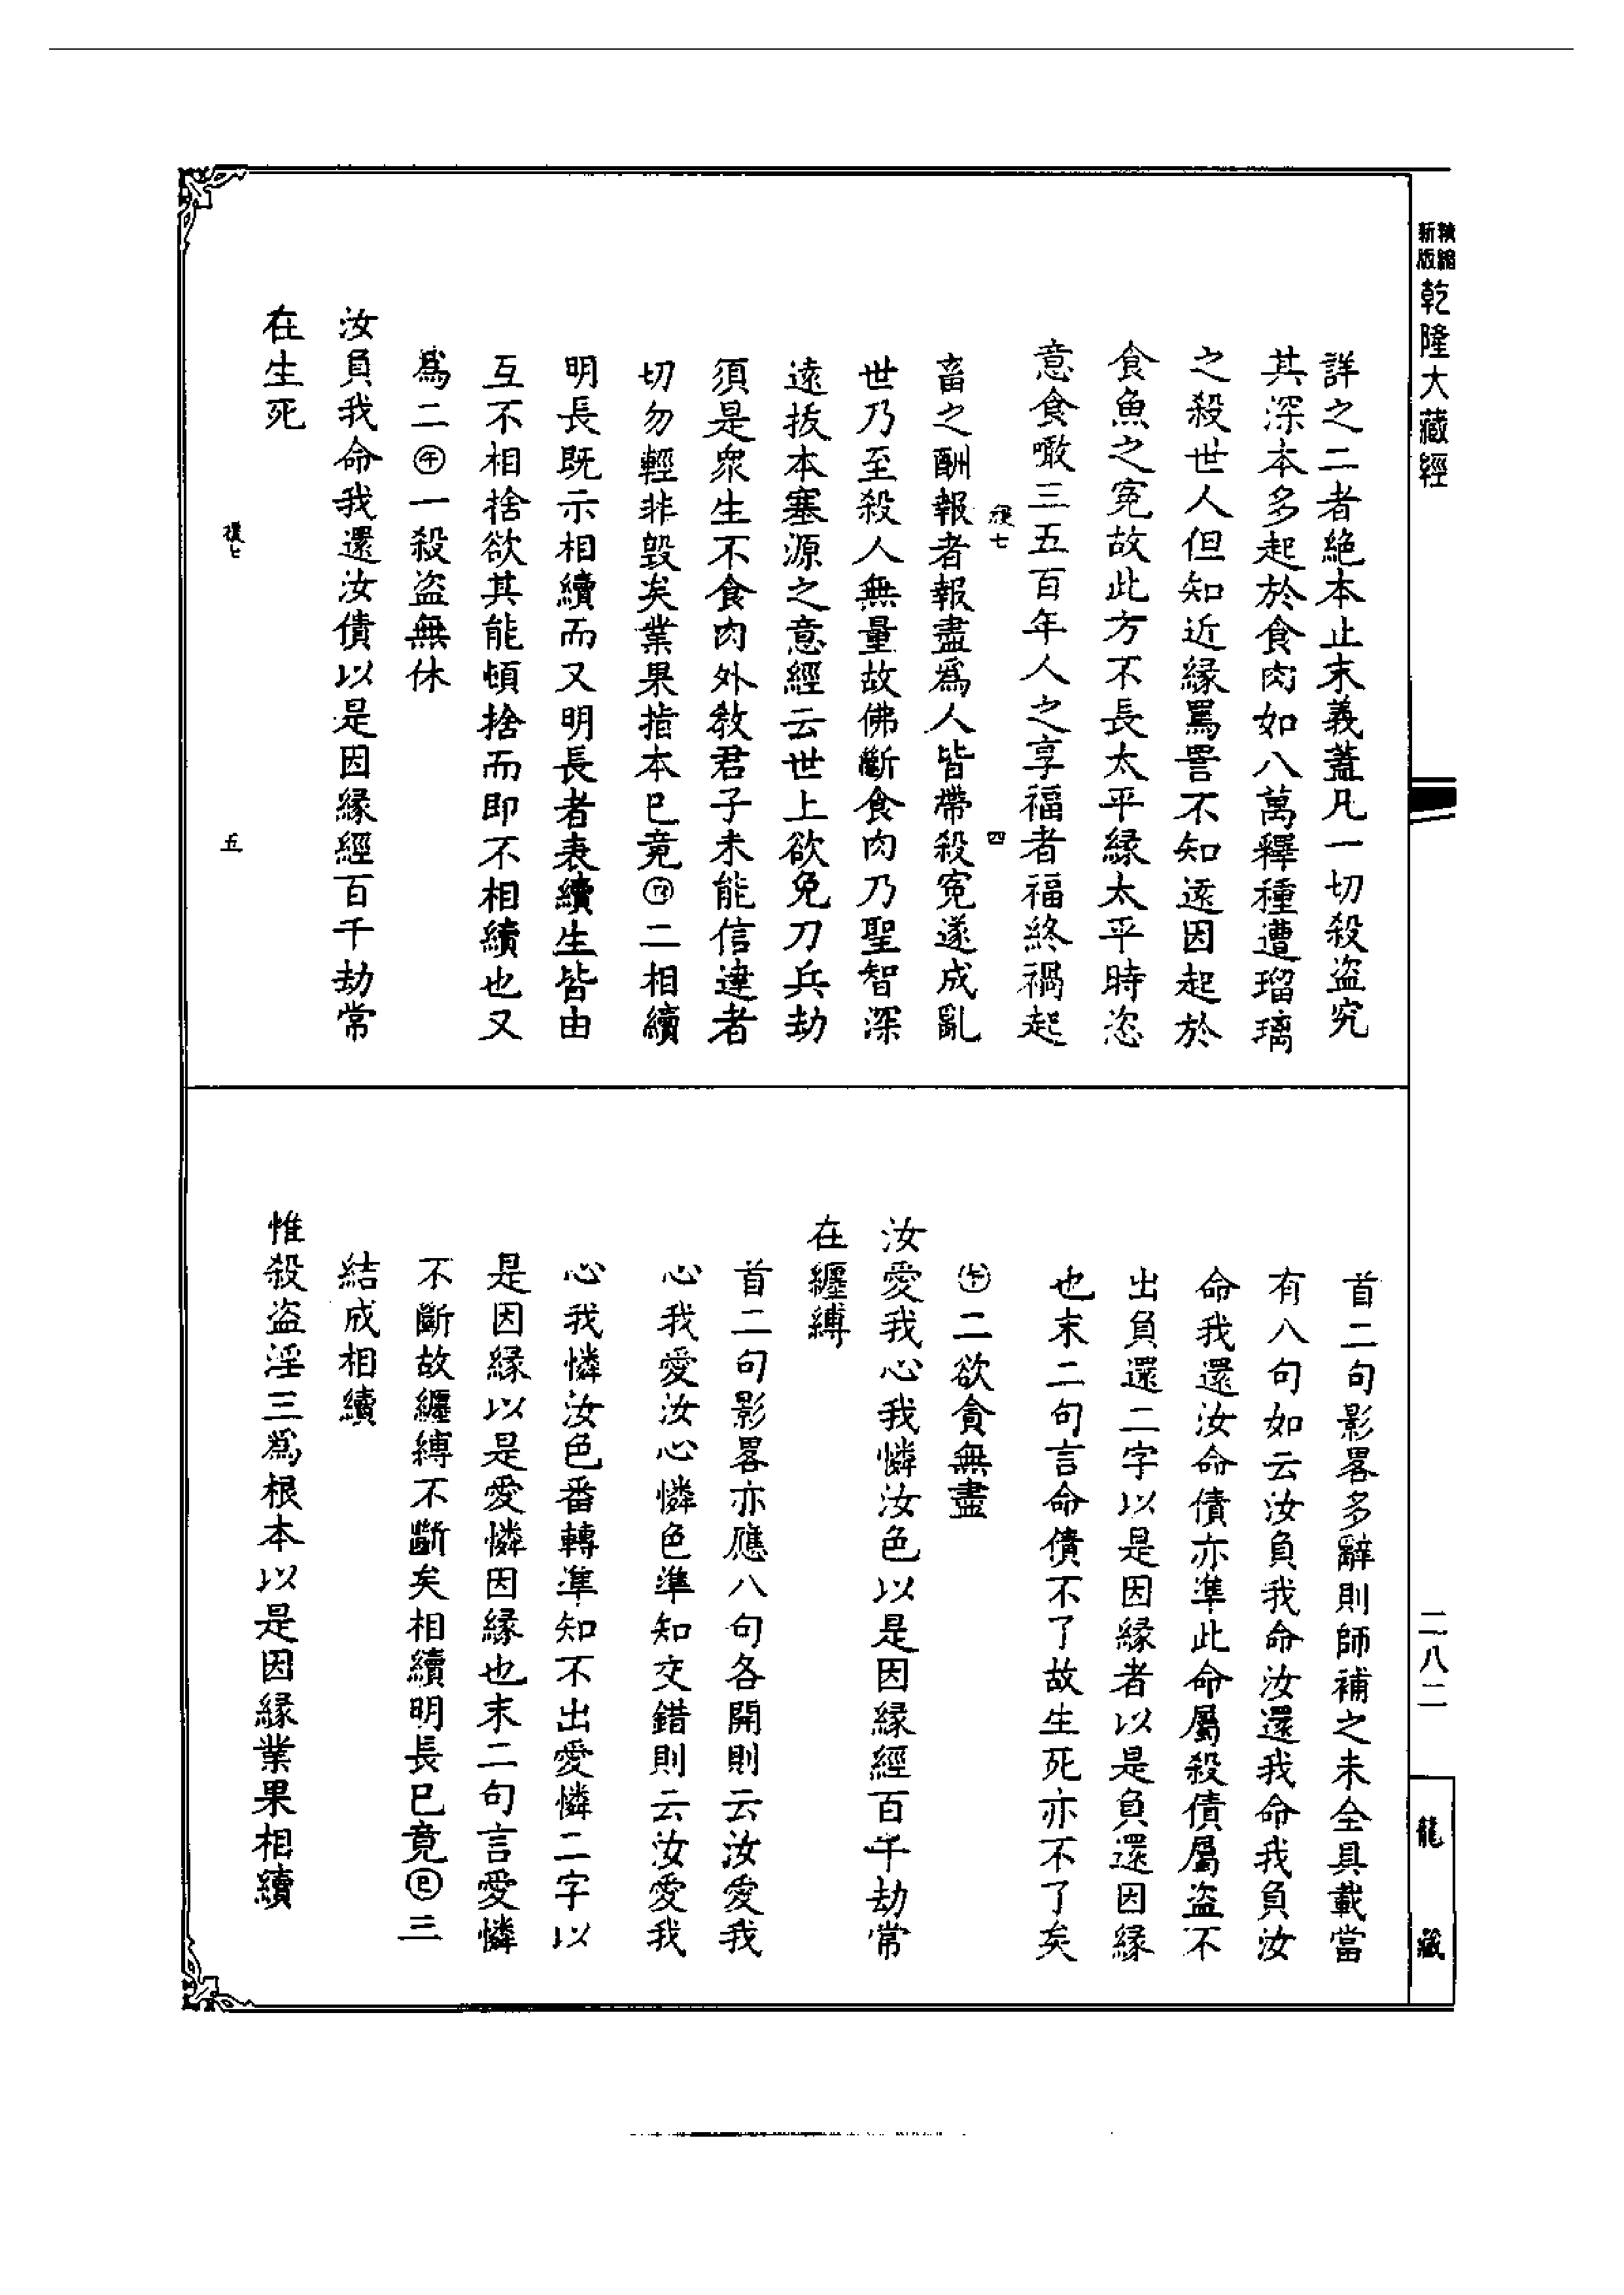 新版
乾隆大藏經
詳之二者絕本止末義蓋凡一切殺盗究
其深本多起於食肉如八萬釋種遭瑠璃
之殺世人但知近緣罵詈不知遠因起於
食魚之寃故此方不長太平緣太平時恣
意食噉三五百年人之享福者福終禍起
七
四
畜之酬報者報盡爲人皆帶殺寃遂成亂
世乃至殺人無量故佛斷食肉乃聖智深
遠拔本塞源之意經云世上欲免刀兵劫
須是衆生不食肉外教君子未能信達者
切勿輕非毀矣業果指本巳竟㊁相續
明長既示相續而又明長者表續生皆由
互不相捨欲其能頓捨而即不相續也又
爲二㊍一殺盗無休
汝負我命我還汝債以是因緣經百千劫常
在生死
五
二八二
龍藏
首二句影畧多辭則師補之未全具載當
有八句如云汝負我命汝還我命我負汝
命我還汝命債亦準此命屬殺債屬盗不
出負還二字以是因緣者以是負還因緣
也末二句言命債不了故生死亦不了矣
二欲貪無盡
汝愛我心我憐汝色以是因緣經百千劫常
在纒縛
首二句影畧亦應八句各開則云汝愛我
心我愛汝心憐色準知交錯則云汝愛我
心我憐汝色番轉準知不出愛憐二字以
是因緣以是愛憐因緣也末二句言愛憐
不斷故纒縛不斷矣相續明長巳竟巳三
結成相續
惟殺盗淫三爲根本以是因緣業果相續